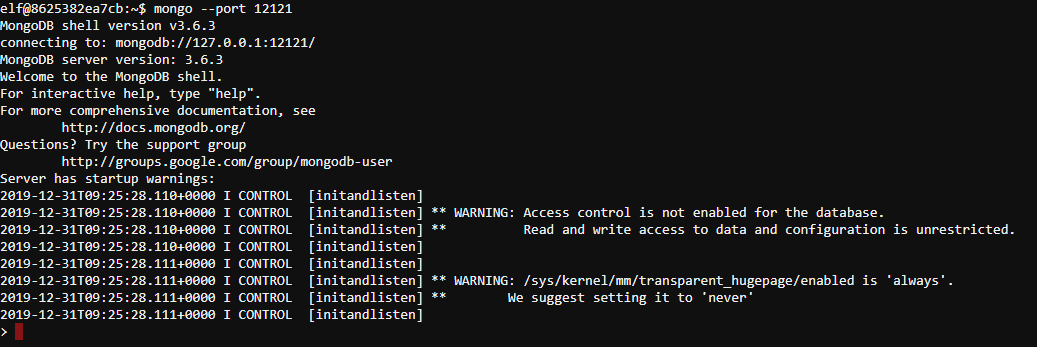 elf@8625382ea7cb:~$ mongo --port 12121
MongoDB shell version v3.6.3
connecting to: mongodb://127.0.0.1:12121/
MongoDB server version: 3.6.3
Welcome to the MongoDB shell.
For interactive help, type "help".
For more comprehensive documentation, see
        http://docs.mongodb.org/
Questions? Try the support group
        http://groups.google.com/group/mongodb-user
Server has startup warnings:
2019-12-31T09:25:28.110+0000 I CONTROL  [initandlisten]
2019-12-31T09:25:28.110+0000 I CONTROL  [initandlisten] ** WARNING: Access control is not enabled for the database.
2019-12-31T09:25:28.110+0000 I CONTROL  [initandlisten] **          Read and write access to data and configuration is unrestricted.
2019-12-31T09:25:28.110+0000 I CONTROL  [initandlisten]
2019-12-31T09:25:28.111+0000 I CONTROL  [initandlisten]
2019-12-31T09:25:28.111+0000 I CONTROL  [initandlisten] ** WARNING: /sys/kernel/mm/transparent_hugepage/enabled is 'always'.
2019-12-31T09:25:28.111+0000 I CONTROL  [initandlisten] **        We suggest setting it to 'never'
2019-12-31T09:25:28.111+0000 I CONTROL  [initandlisten]
>